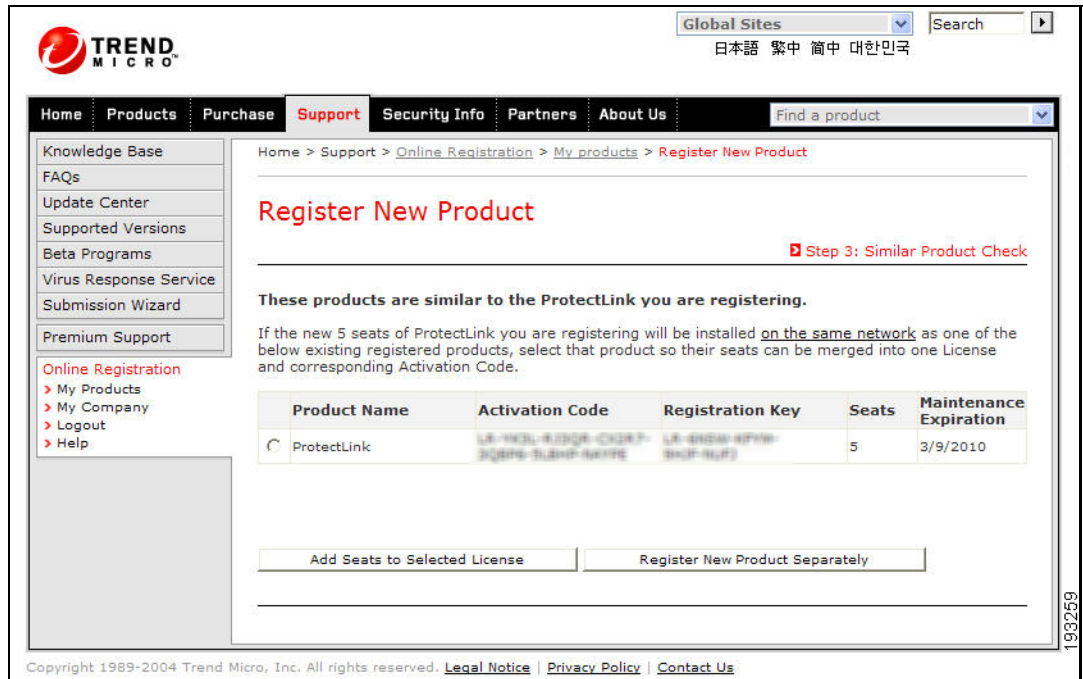 Global Sites
Search
TREND
MICRO™
日本語 繁中 简中 대한민국
Home Products Purchase Support Security Info Partners About Us
Find a product
Knowledge Base
FAQs
Update Center
Supported Versions
Beta Programs
Virus Response Service
Submission Wizard
Premium Support
Online Registration
My Products
My Company
Logout
Help
Home > Support > Online Registration > My products > Register New Product
Register New Product
Step 3: Similar Product Check
These products are similar to the ProtectLink you are registering.
If the new 5 seats of ProtectLink you are registering will be installed on the same network as one of the
below existing registered products, select that product so their seats can be merged into one License
and corresponding Activation Code.
Product Name Activation Code Registration Key Seats Maintenance
Expiration
ProtectLink 5 3/9/2010
Add Seats to Selected License Register New Product Separately
193259
Copyright 1989-2004 Trend Micro, Inc. All rights reserved. Legal Notice | Privacy Policy | Contact Us